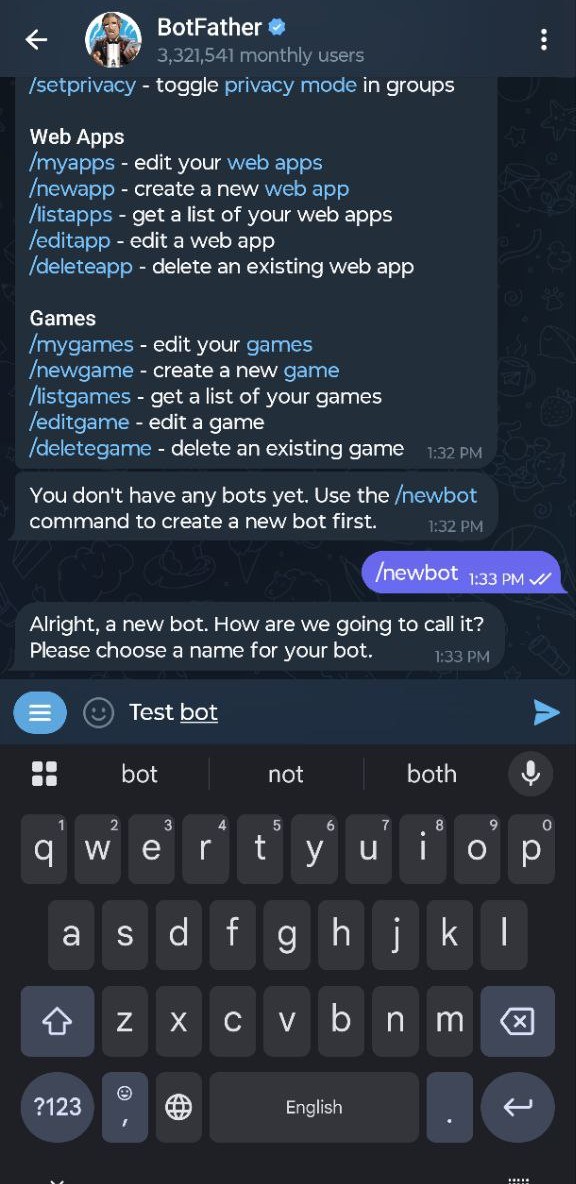 BotFather
3,321,541 monthly users
/setprivacy - toggle privacy mode in groups
Web Apps
/myapps - edit your web apps
/newapp - create a new web app
/listapps - get a list of your web apps
/editapp - edit a web app
/deleteapp - delete an existing web app
Games
/mygames - edit your games
/newgame - create a new game
/listgames - get a list of your games
/editgame - edit a game
/deletegame - delete an existing game 1:32 PM
You don't have any bots yet. Use the /newbot
command to create a new bot first. 1:32 PM
/newbot 1:33 PM
Alright, a new bot. How are we going to call it?
Please choose a name for your bot. 1:33 PM
Test bot
bot not both
1 2 3 4 5 6 7 8 9 0
q w e r t y u i o p
a s d f g h j k l
z x c v b n m
?123 , English .